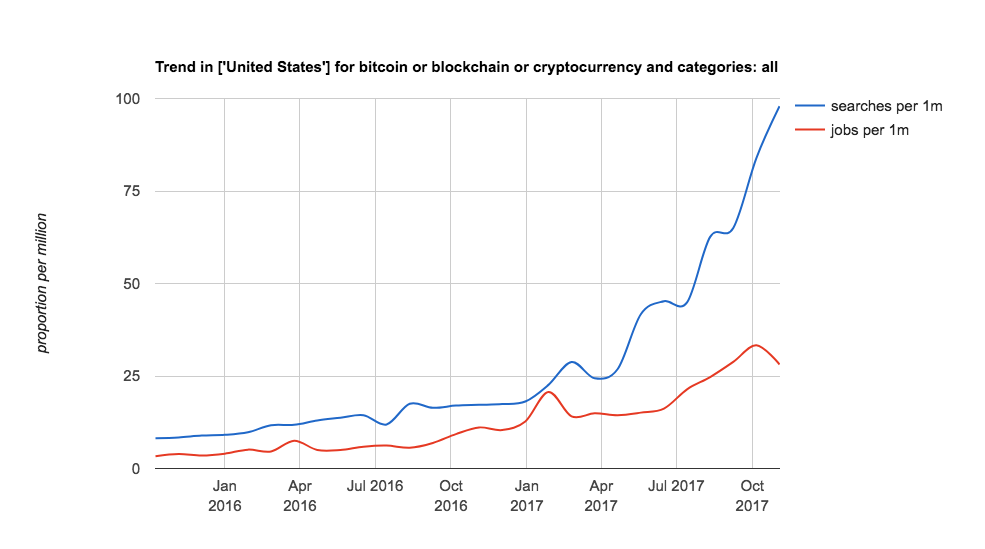 Trend in ['United States'] for bitcoin or blockchain or cryptocurrency and categories: all
100
75
50
25
0
proportion per million
searches per 1m
jobs per 1m
Jan 2016
Apr 2016
Jul 2016
Oct 2016
Jan 2017
Apr 2017
Jul 2017
Oct 2017